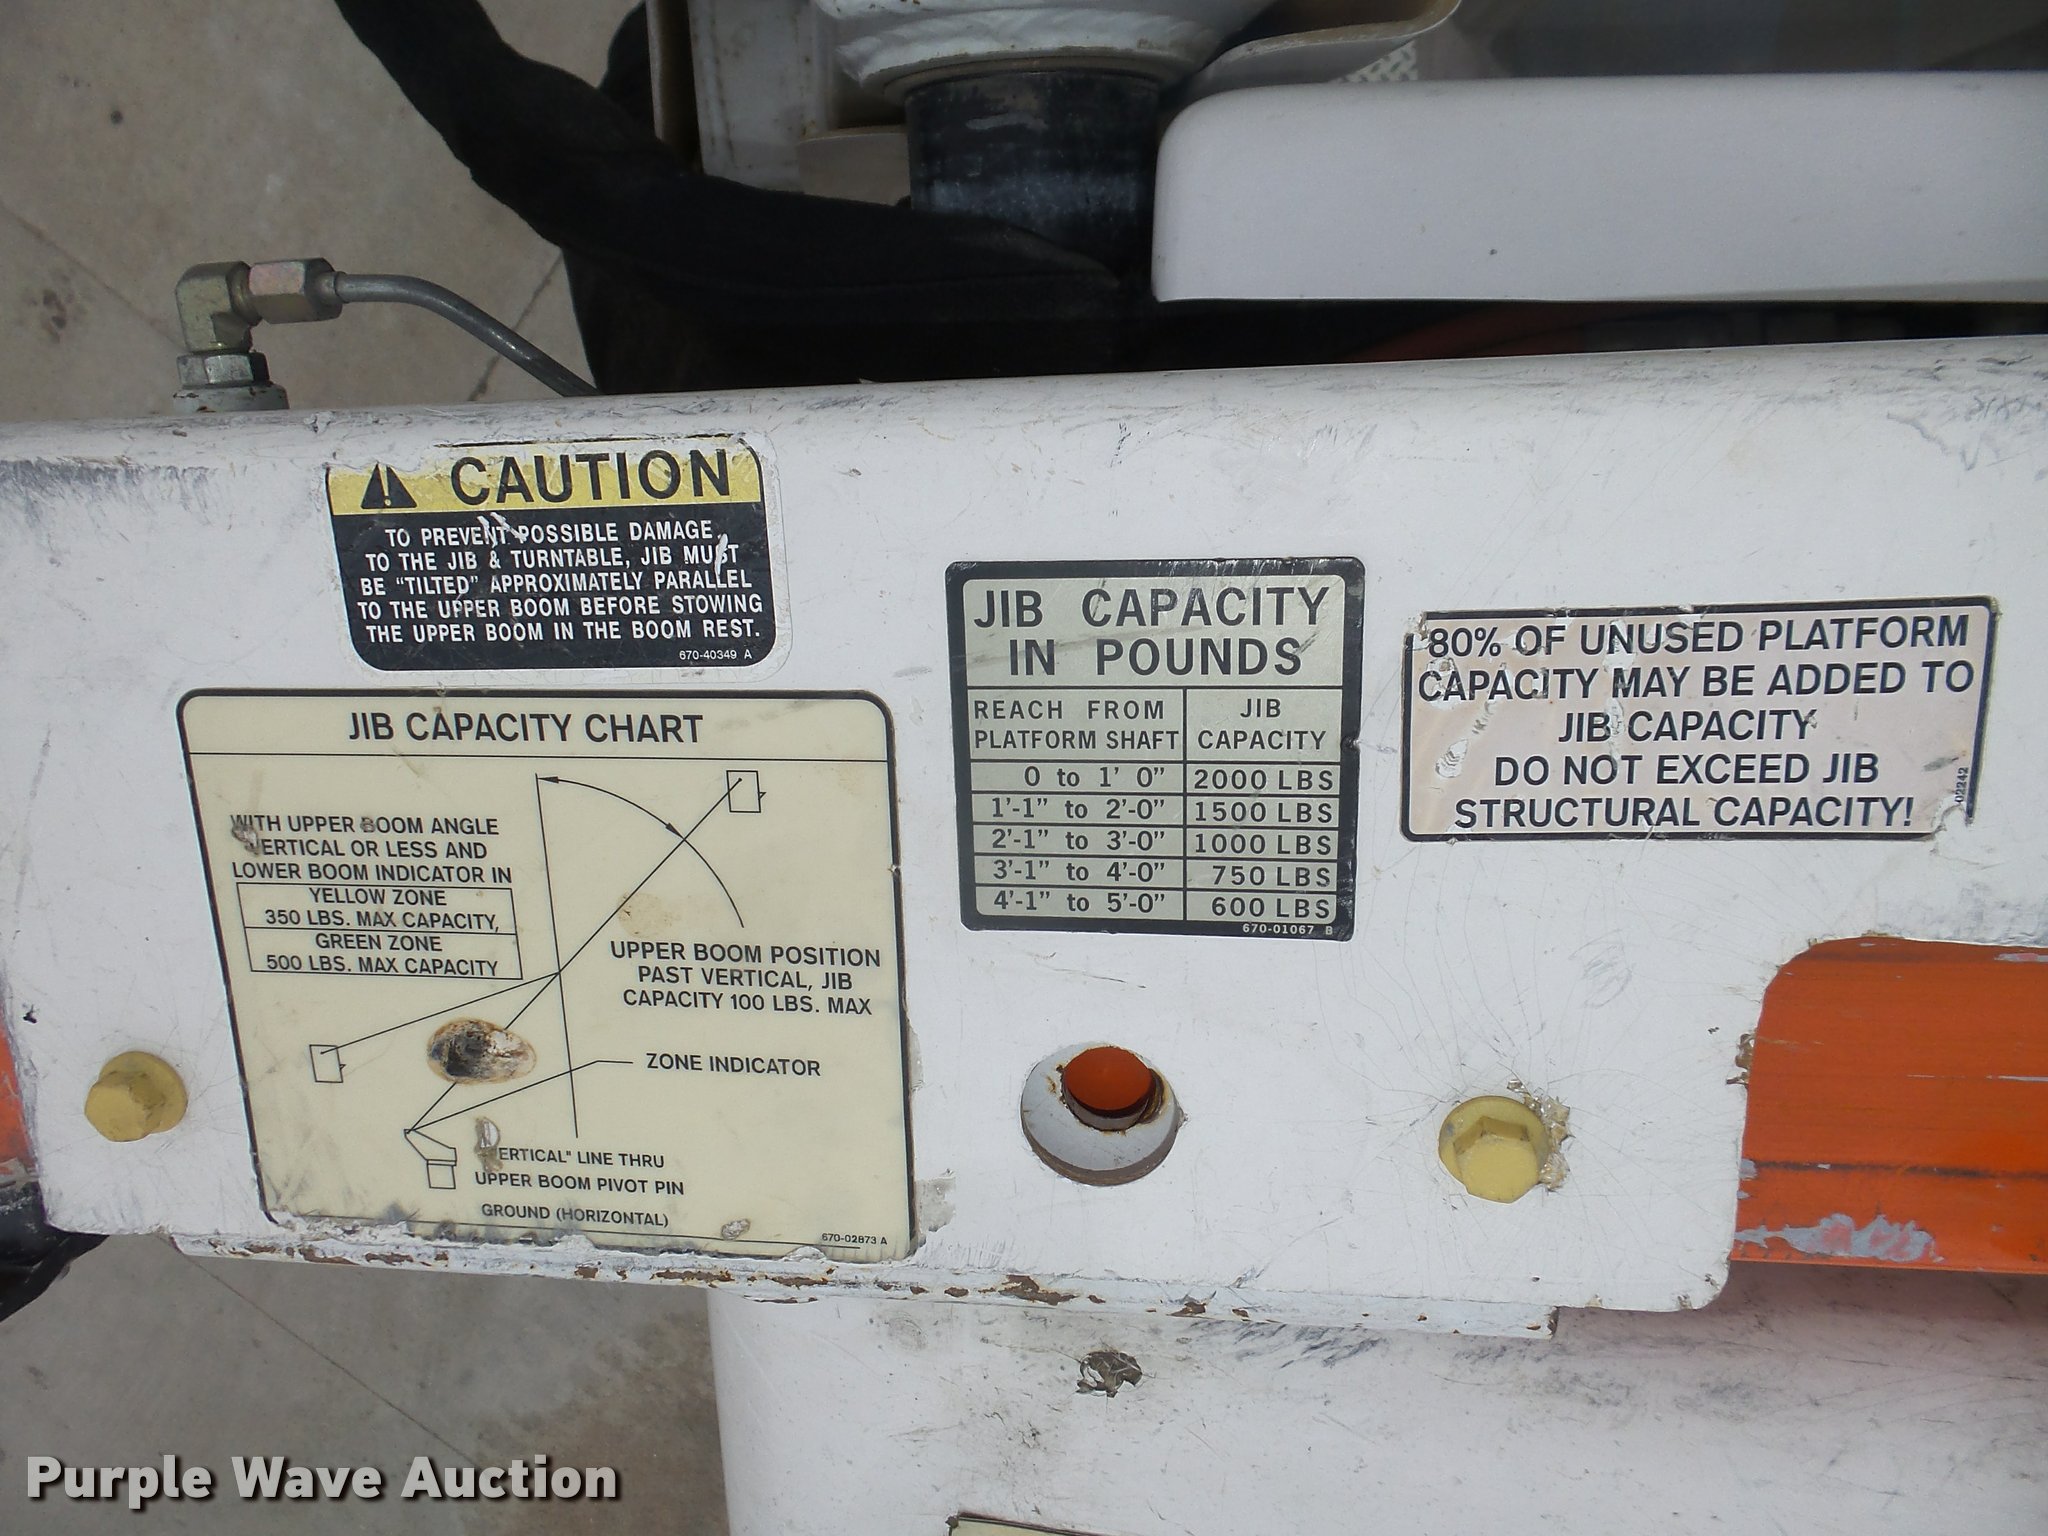 CAUTION
TO PREVENT POSSIBLE DAMAGE
TO THE JIB & TURNTABLE, JIB MUST
BE "TILTED" APPROXIMATELY PARALLEL
TO THE UPPER BOOM BEFORE STOWING
THE UPPER BOOM IN THE BOOM REST.
670-40349 A
JIB CAPACITY CHART
WITH UPPER BOOM ANGLE
VERTICAL OR LESS AND
LOWER BOOM INDICATOR IN
YELLOW ZONE
350 LBS. MAX CAPACITY,
GREEN ZONE
500 LBS. MAX CAPACITY
UPPER BOOM POSITION
PAST VERTICAL, JIB
CAPACITY 100 LBS. MAX
ZONE INDICATOR
"VERTICAL" LINE THRU
UPPER BOOM PIVOT PIN
GROUND (HORIZONTAL)
670-02873 A
JIB CAPACITY
IN POUNDS
REACH FROM PLATFORM SHAFT JIB CAPACITY
0 to 1' 0" 2000 LBS
1'-1" to 2'-0" 1500 LBS
2'-1" to 3'-0" 1000 LBS
3'-1" to 4'-0" 750 LBS
4'-1" to 5'-0" 600 LBS
670-01067 B
80% OF UNUSED PLATFORM
CAPACITY MAY BE ADDED TO
JIB CAPACITY
DO NOT EXCEED JIB
STRUCTURAL CAPACITY!
Purple Wave Auction